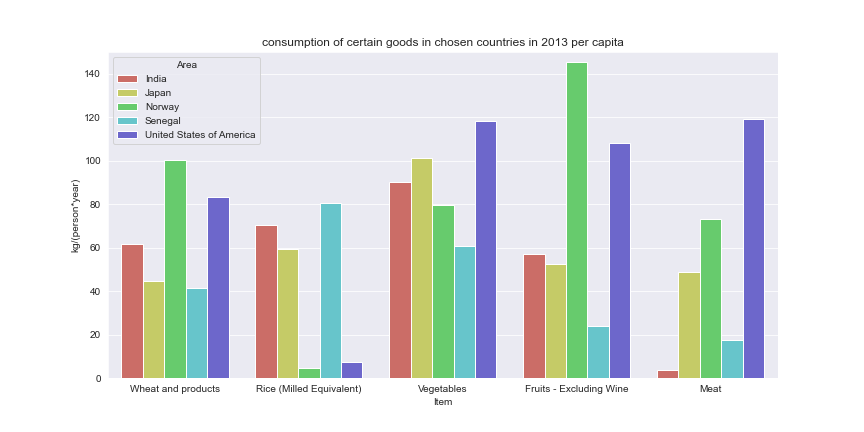 consumption of certain goods in chosen countries in 2013 per capita
Area
India
Japan
Norway
Senegal
United States of America
kg/(person*year)
140
120
100
80
60
40
20
0
Wheat and products
Rice (Milled Equivalent)
Vegetables
Fruits - Excluding Wine
Meat
Item